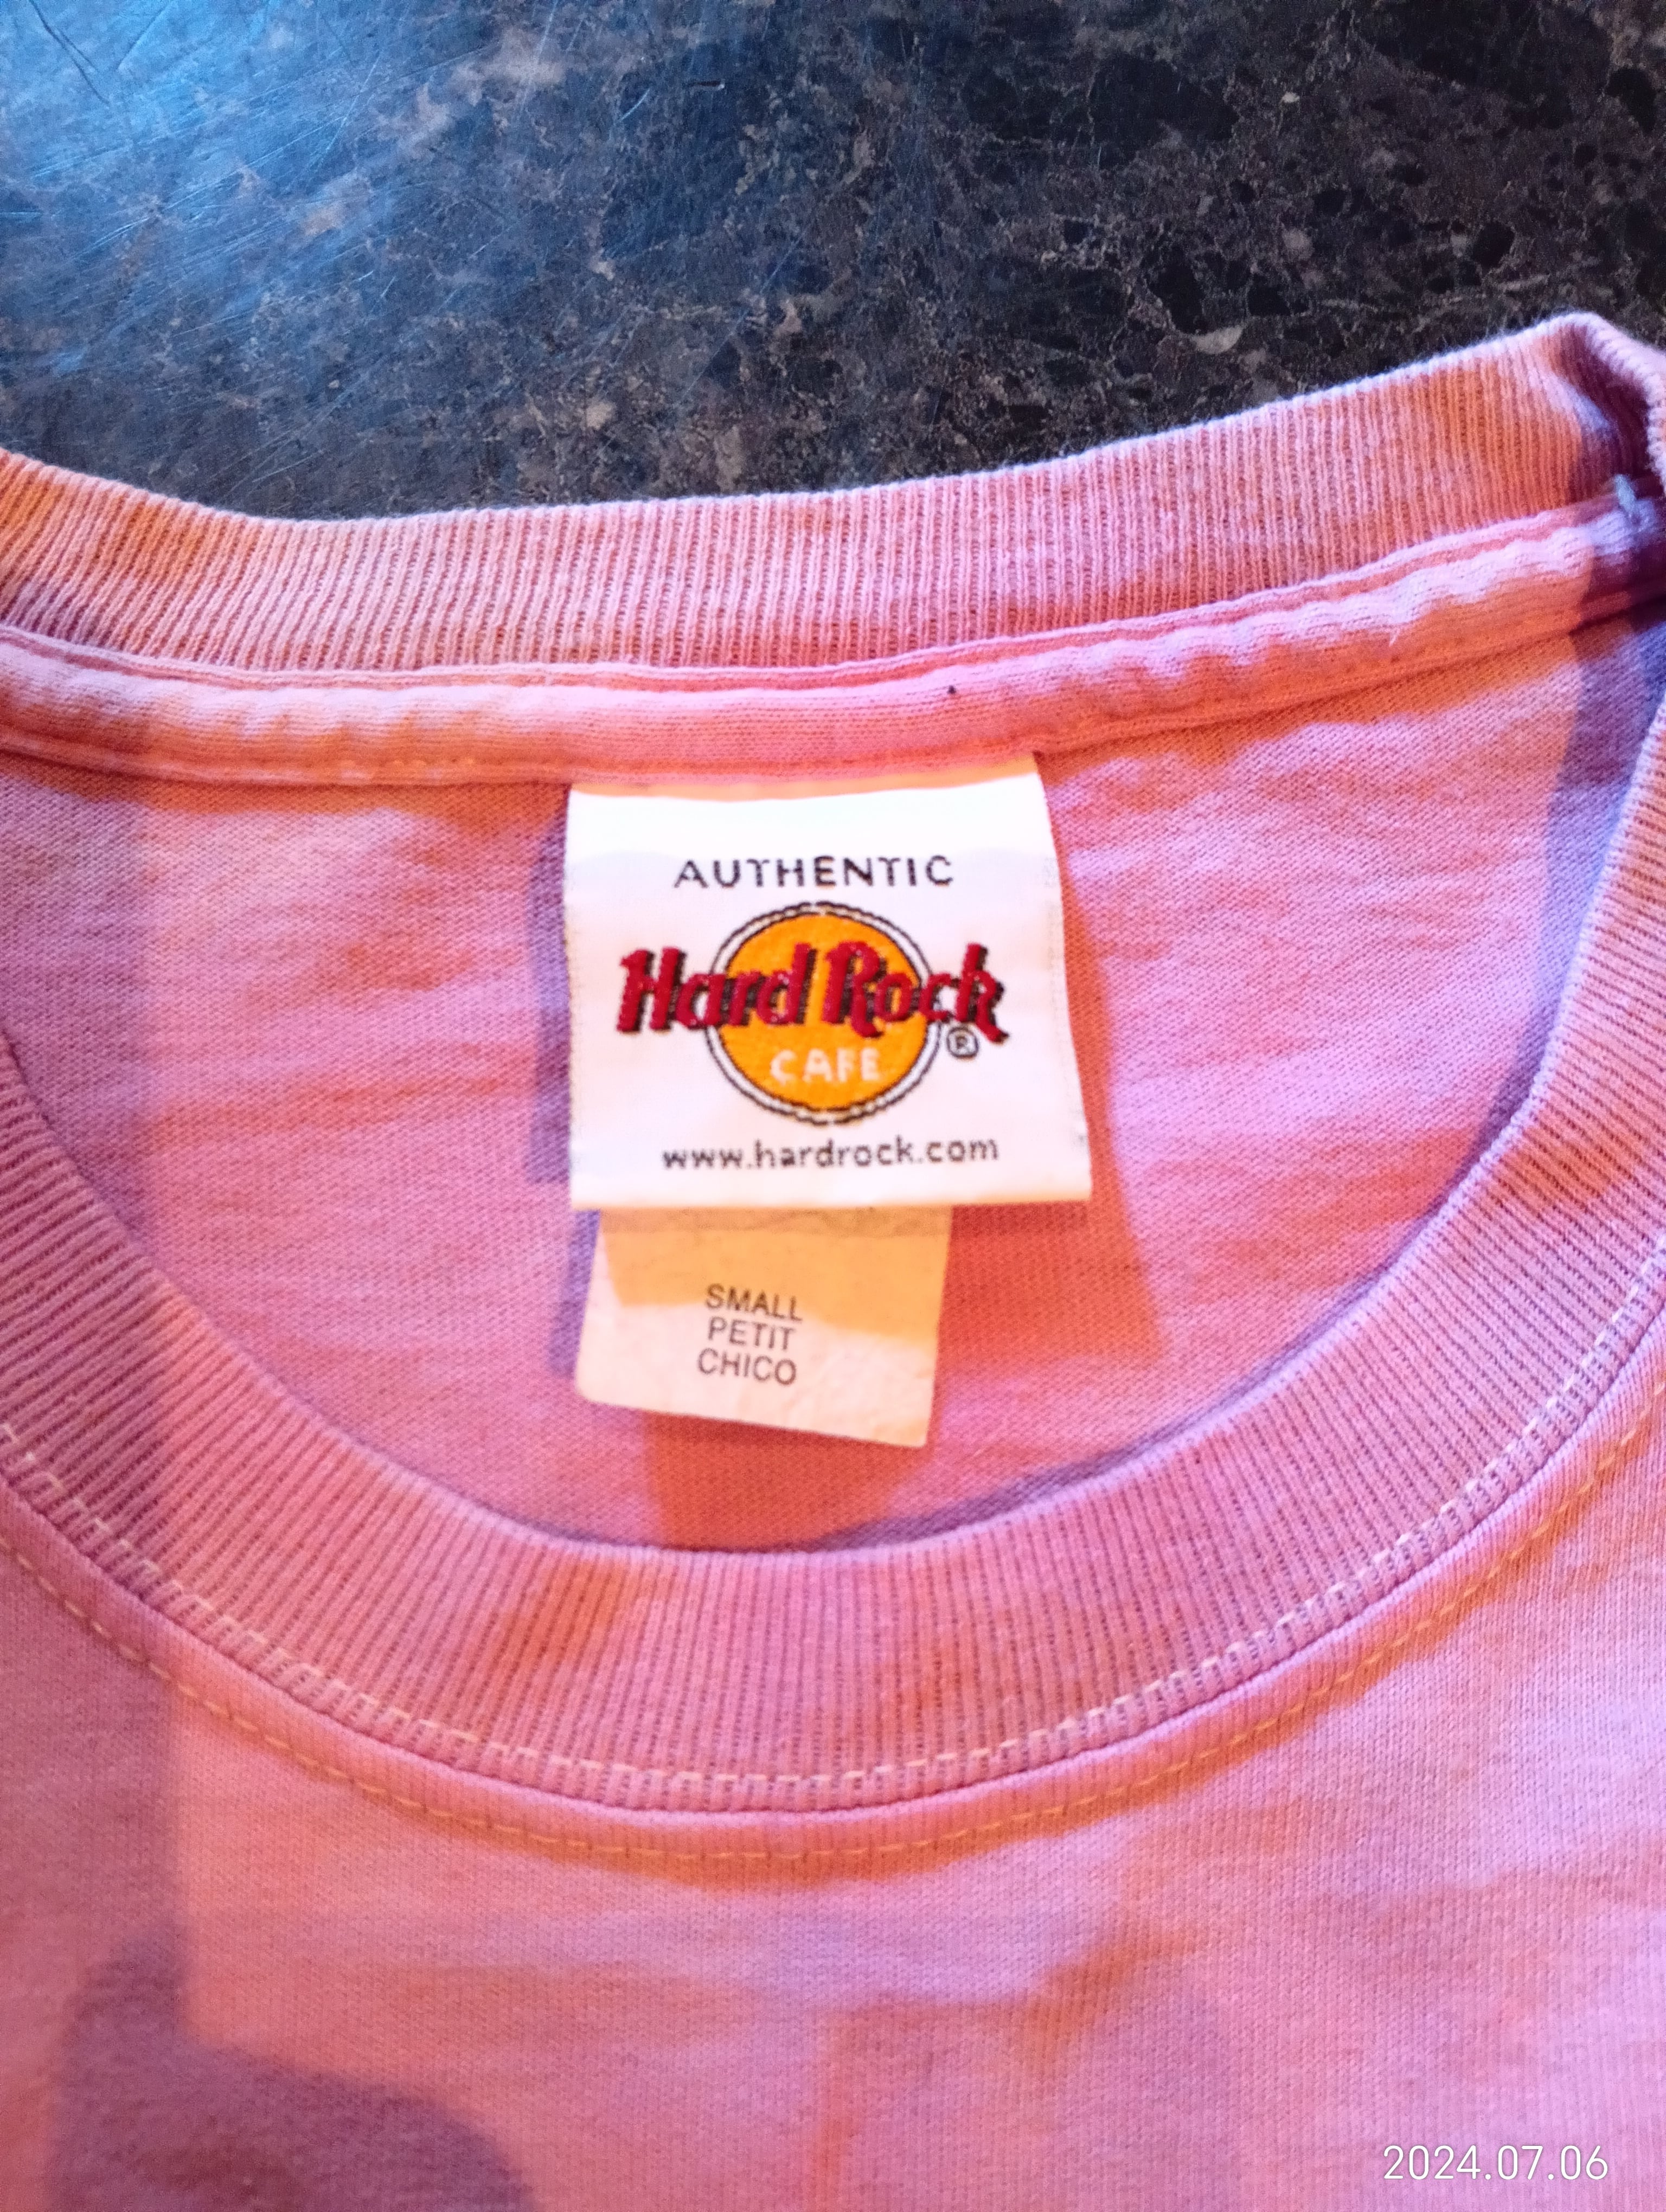 AUTHENTIC
Hard Rock
®
CAFE
www.hardrock.com
SMALL
PETIT
CHICO
2024.07.06